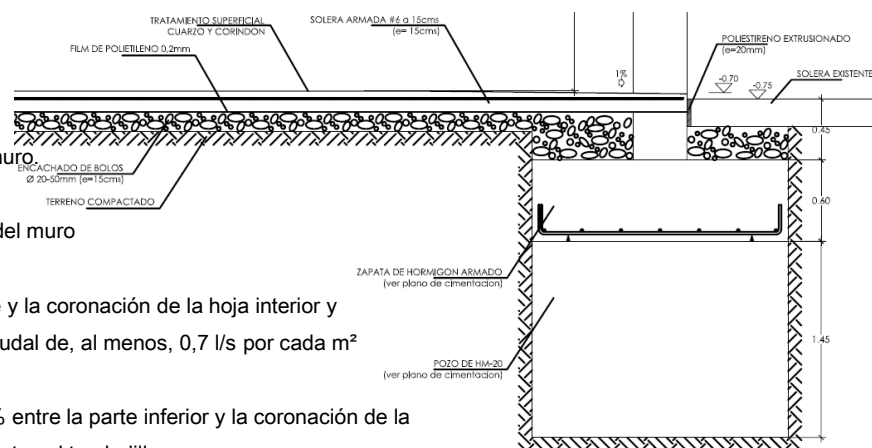 TRATAMIENTO SUPERFICIAL
CUARZO Y CORINDON
SOLERA ARMADA #6 a 15cms
(e= 15cms)
FILM DE POLIETILENO 0,2mm
POLIESTIRENO EXTRUSIONADO
(e=20mm)
1%
-0.70
-0.75
SOLERA EXISTENTE
0.45
muro.
ENCACHADO DE BOLOS
Ø 20-50mm (e=15cms)
TERRENO COMPACTADO
0.60
del muro
ZAPATA DE HORMIGON ARMADO
(ver plano de cimentacion)
e y la coronación de la hoja interior y
udal de, al menos, 0,7 l/s por cada m²
1.45
POZO DE HM-20
(ver plano de cimentacion)
% entre la parte inferior y la coronación de la